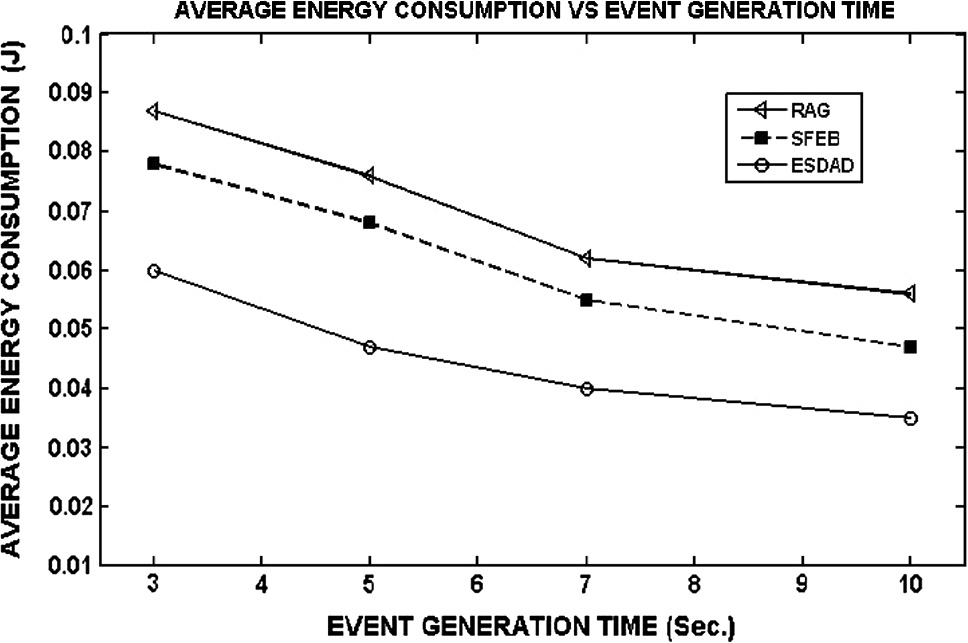 AVERAGE ENERGY CONSUMPTION VS EVENT GENERATION TIME
AVERAGE ENERGY CONSUMPTION (J)
0.1
0.09
0.08
0.07
0.06
0.05
0.04
0.03
0.02
0.01
RAG
SFEB
ESDAD
3 4 5 6 7 8 9 10
EVENT GENERATION TIME (Sec.)